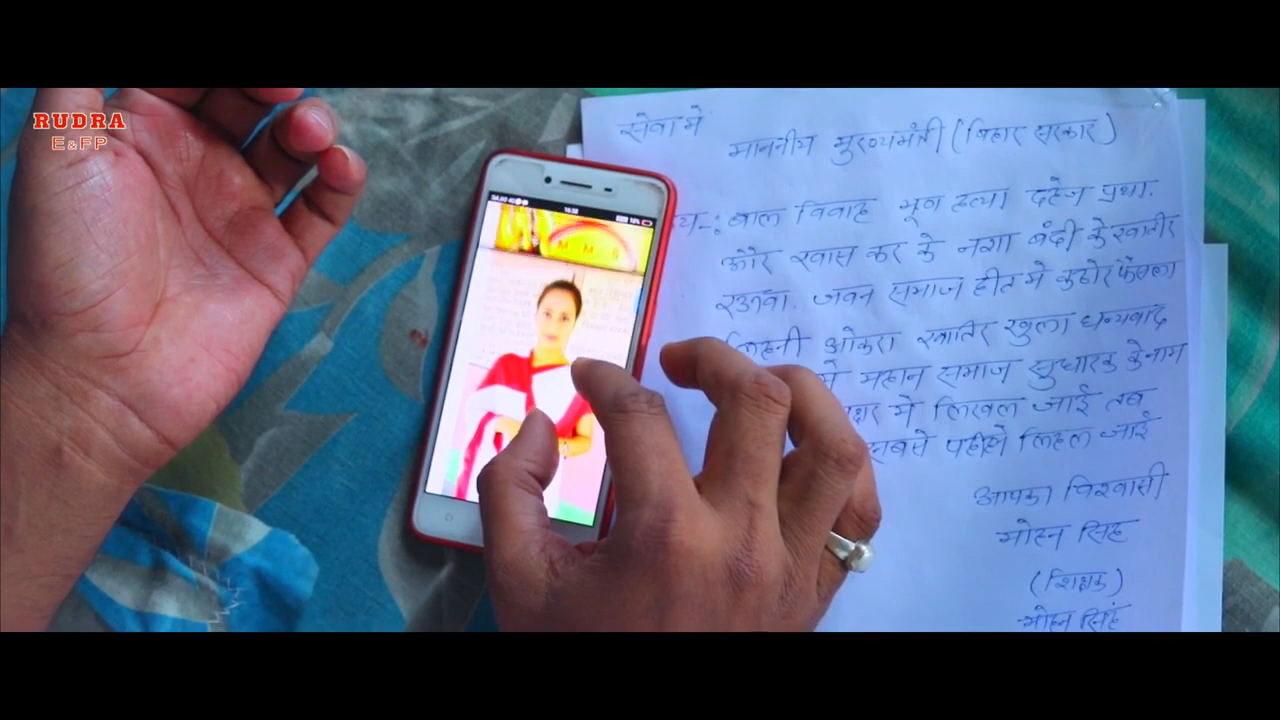 RUDRA
E & FP
सेवा मे
माननीय मुख्यमंत्री (बिहार सरकार)
य-: बाल विवाह भूण हत्या दहेज प्रथा.
और खास कर के नशा बंदी के खातीर
रउवा. जवन समाज हीत मे कठोर फैसला
लिहनी ओकरा खातिर खुला धन्यवाद
मे महान समाज सुधारक के नाम
क्षर मे लिखल जाई तब
सबसे पहीले लिहल जाई
आपका विश्वासी
मोहन सिंह
(शिक्षक)
मोहन सिंह
M M B